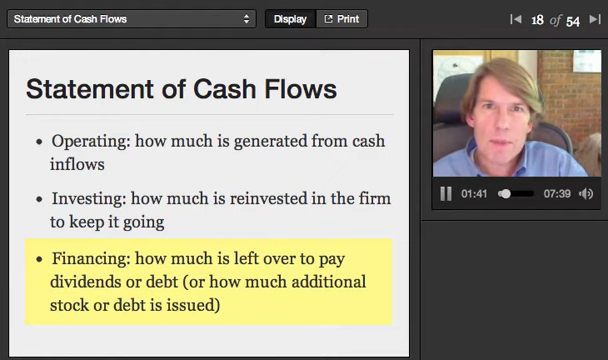 Statement of Cash Flows
Display
Print
18 of 54
Statement of Cash Flows
• Operating: how much is generated from cash
inflows
• Investing: how much is reinvested in the firm
to keep it going
• Financing: how much is left over to pay
dividends or debt (or how much additional
stock or debt is issued)
01:41
07:39